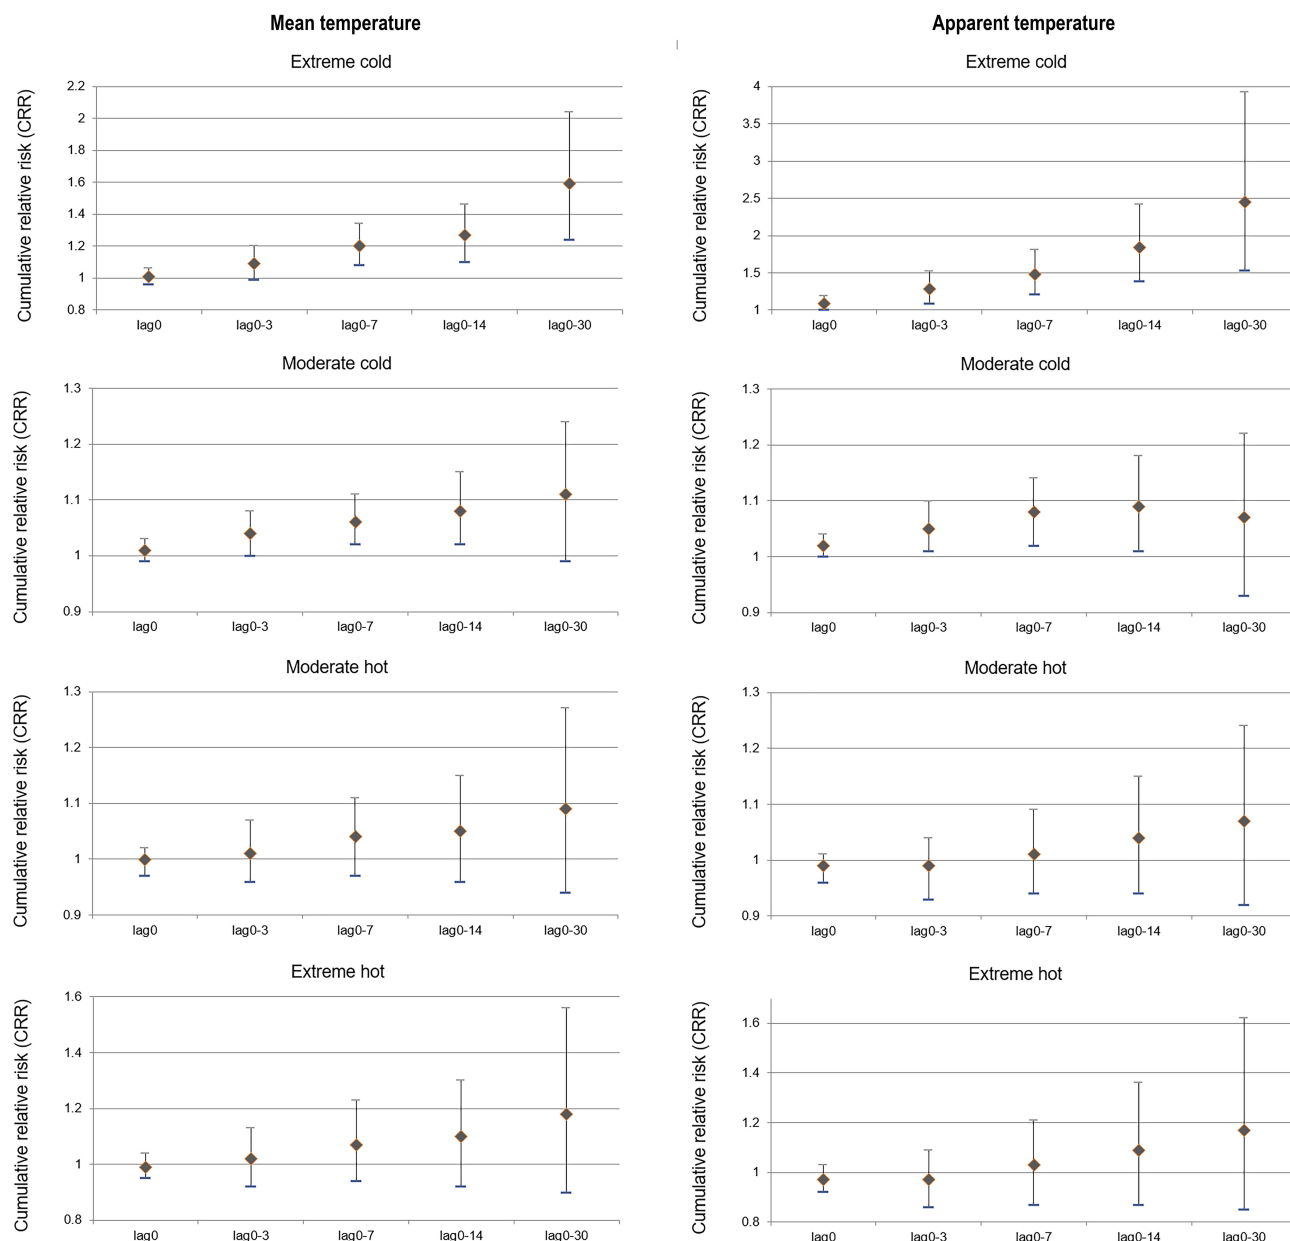 Mean temperature
Apparent temperature
Extreme cold
Cumulative relative risk (CRR)
2.2
2
1.8
1.6
1.4
1.2
1
0.8
lag0 lag0-3 lag0-7 lag0-14 lag0-30
Extreme cold
Cumulative relative risk (CRR)
4
3.5
3
2.5
2
1.5
1
lag0 lag0-3 lag0-7 lag0-14 lag0-30
Moderate cold
Cumulative relative risk (CRR)
1.3
1.2
1.1
1
0.9
lag0 lag0-3 lag0-7 lag0-14 lag0-30
Moderate cold
Cumulative relative risk (CRR)
1.3
1.2
1.1
1
0.9
lag0 lag0-3 lag0-7 lag0-14 lag0-30
Moderate hot
Cumulative relative risk (CRR)
1.3
1.2
1.1
1
0.9
lag0 lag0-3 lag0-7 lag0-14 lag0-30
Moderate hot
Cumulative relative risk (CRR)
1.3
1.2
1.1
1
0.9
lag0 lag0-3 lag0-7 lag0-14 lag0-30
Extreme hot
Cumulative relative risk (CRR)
1.6
1.4
1.2
1
0.8
lag0 lag0-3 lag0-7 lag0-14 lag0-30
Extreme hot
Cumulative relative risk (CRR)
1.6
1.4
1.2
1
0.8
lag0 lag0-3 lag0-7 lag0-14 lag0-30